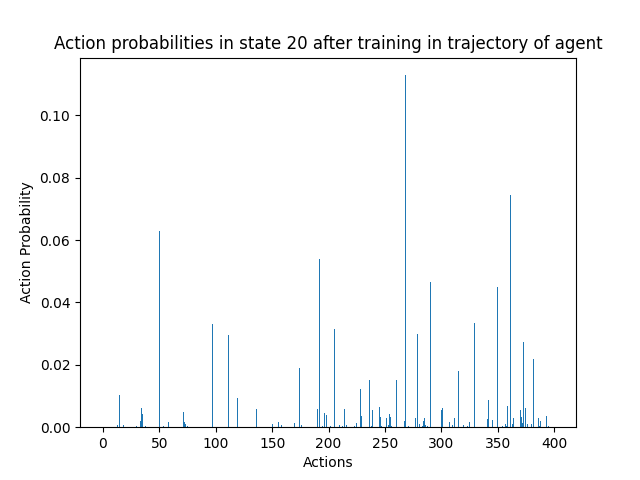 Action probabilities in state 20 after training in trajectory of agent
0.10
0.08
0.06
0.04
0.02
0.00
Action Probability
0 50 100 150 200 250 300 350 400
Actions